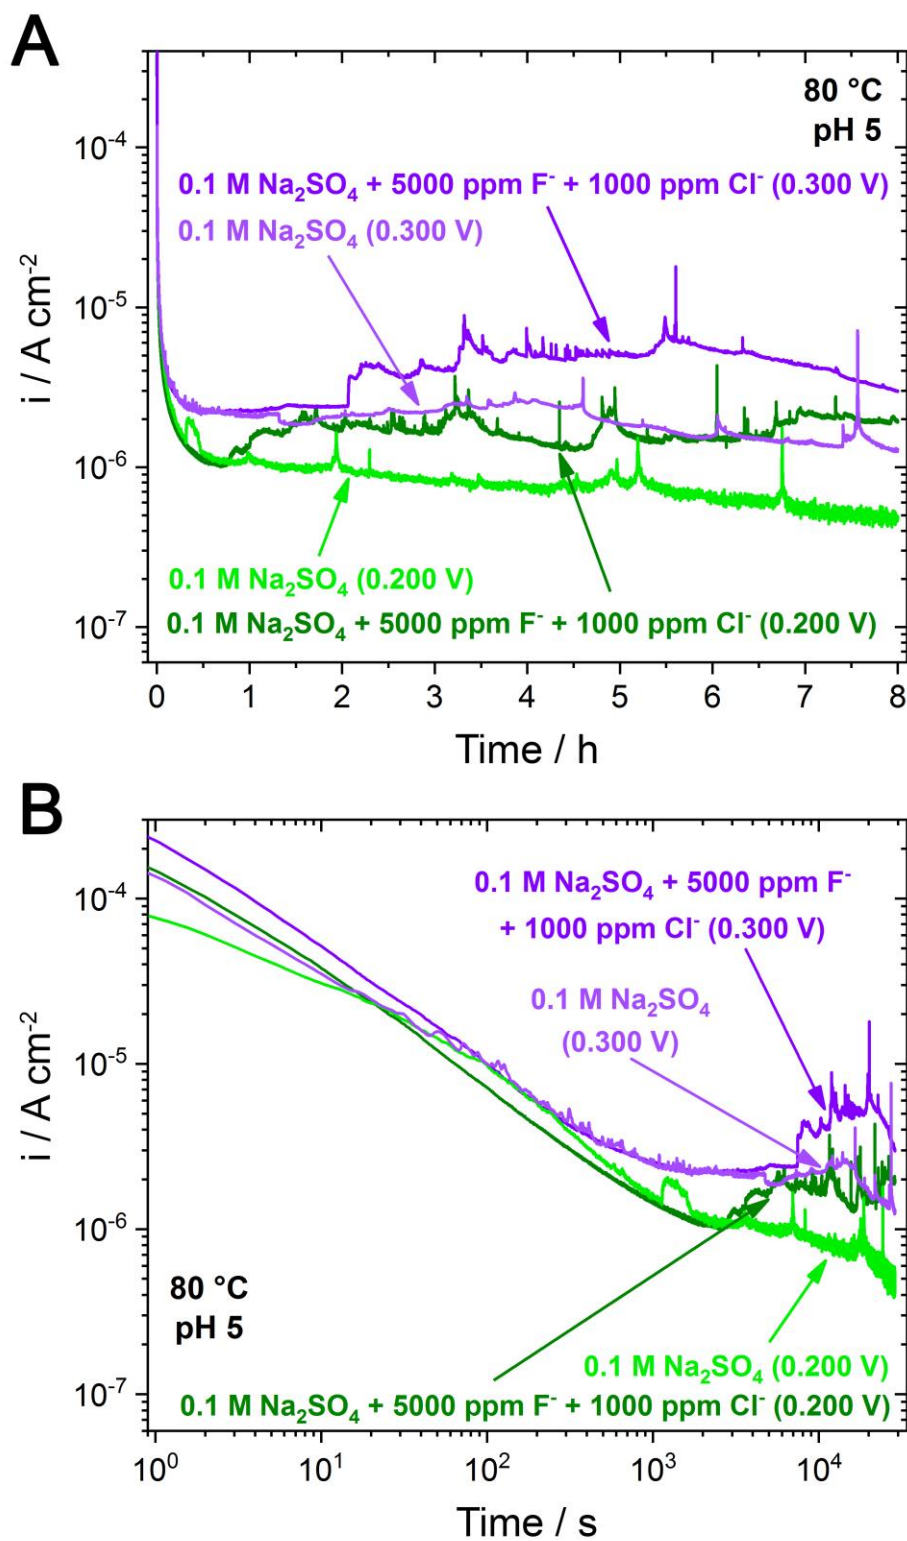 A
80 °C
pH 5
10⁻⁴
0.1 M Na₂SO₄ + 5000 ppm F⁻ + 1000 ppm Cl⁻ (0.300 V)
0.1 M Na₂SO₄ (0.300 V)
i / A cm⁻²
10⁻⁵
10⁻⁶
0.1 M Na₂SO₄ (0.200 V)
0.1 M Na₂SO₄ + 5000 ppm F⁻ + 1000 ppm Cl⁻ (0.200 V)
10⁻⁷
0 1 2 3 4 5 6 7 8
Time / h
B
10⁻⁴
0.1 M Na₂SO₄ + 5000 ppm F⁻
+ 1000 ppm Cl⁻ (0.300 V)
0.1 M Na₂SO₄
(0.300 V)
i / A cm⁻²
10⁻⁵
10⁻⁶
80 °C
pH 5
0.1 M Na₂SO₄ (0.200 V)
10⁻⁷
0.1 M Na₂SO₄ + 5000 ppm F⁻ + 1000 ppm Cl⁻ (0.200 V)
10⁰ 10¹ 10² 10³ 10⁴
Time / s